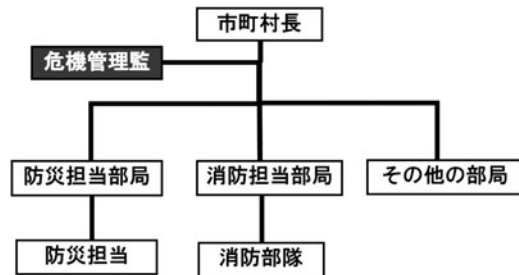 市町村長
危機管理監
防災担当部局
消防担当部局
その他の部局
防災担当
消防部隊